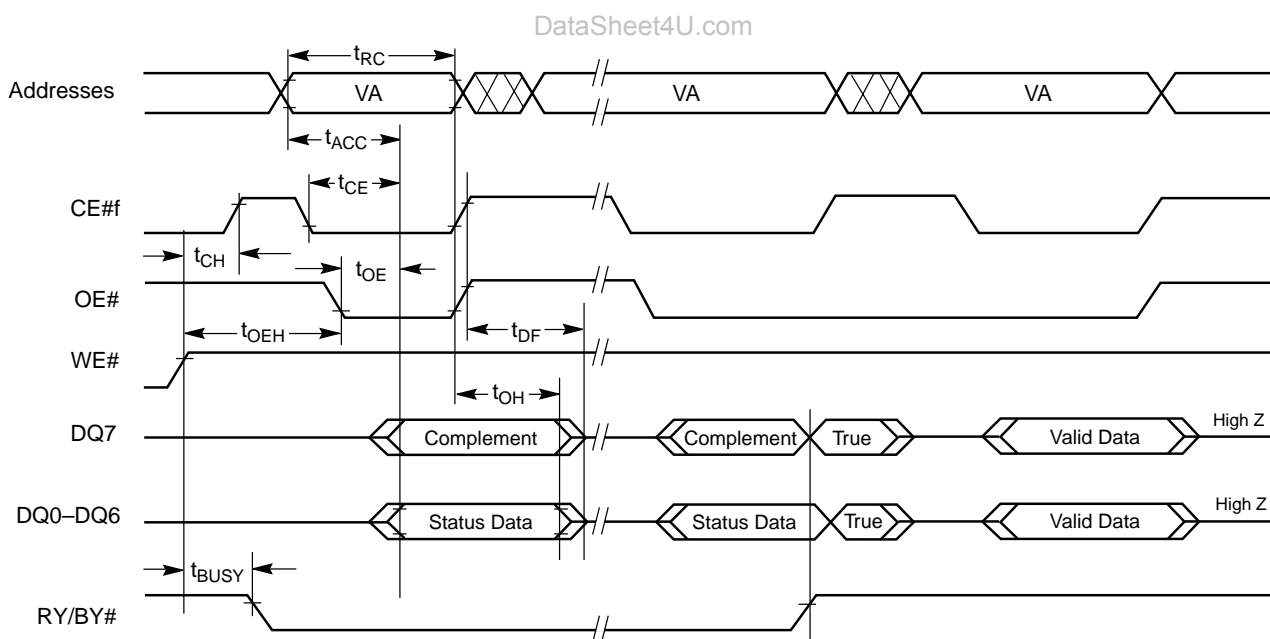 DataSheet4U.com
tRC
Addresses VA VA VA
tACC
tCE
CE#f
tCH tOE
OE#
tOEH tDF
WE#
tOH
DQ7 Complement Complement True Valid Data High Z
DQ0–DQ6 Status Data Status Data True Valid Data High Z
tBUSY
RY/BY#